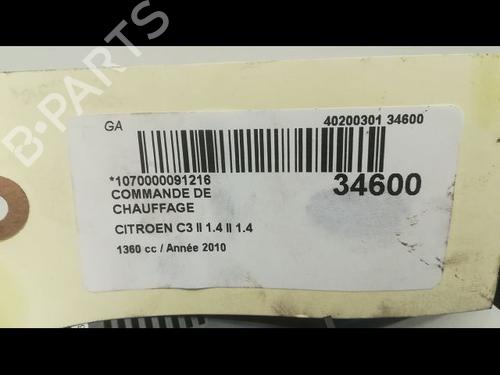 B-PARTS
GA
40200301 34600
*1070000091216
34600
COMMANDE DE
CHAUFFAGE
CITROEN C3 II 1.4 II 1.4
1360 cc / Année 2010